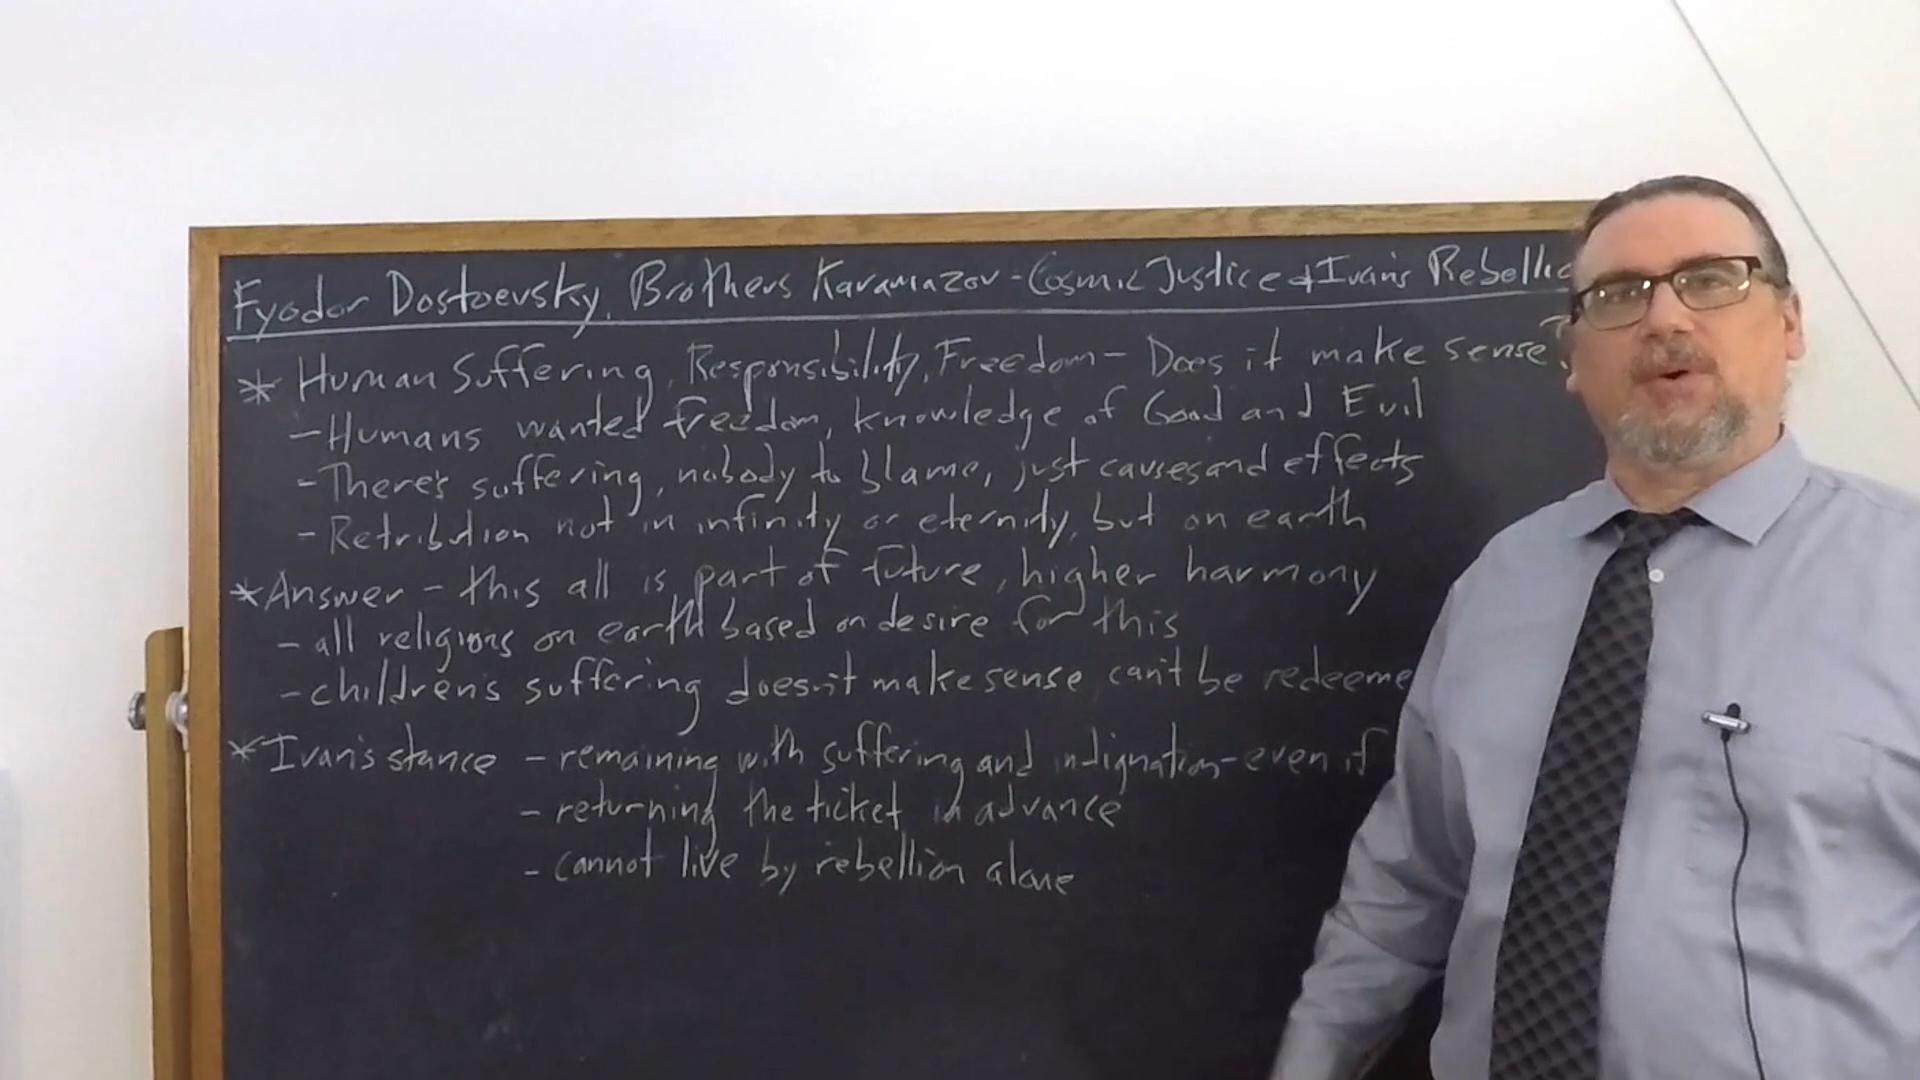 Fyodor Dostoevsky, Brothers Karamazov - Cosmic Justice & Ivan's Rebellio
* Human Suffering, Responsibility, Freedom - Does it make sense?
- Humans wanted freedom, knowledge of Good and Evil
- There's suffering, nobody to blame, just causes and effects
- Retribution not in infinity or eternity, but on earth
* Answer - this all is part of future, higher harmony
- all religions on earth based on desire for this
- children's suffering doesn't make sense, can't be redeeme
* Ivan's stance - remaining with suffering and indignation - even if
- returning the ticket in advance
- cannot live by rebellion alone